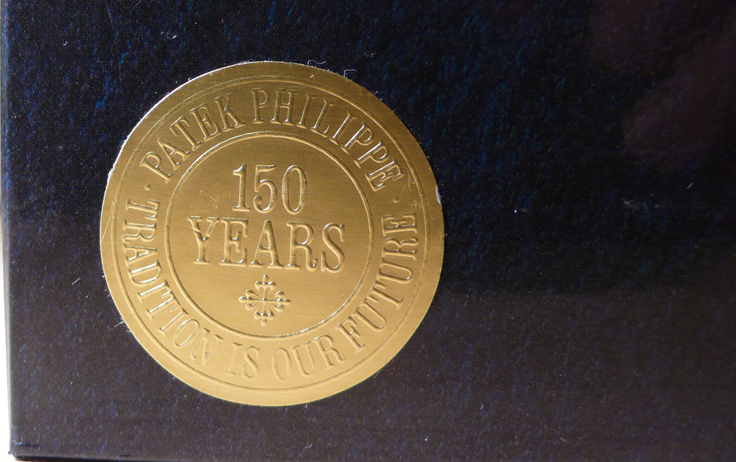 · PATEK PHILIPPE ·
150
YEARS
TRADITION IS OUR FUTURE